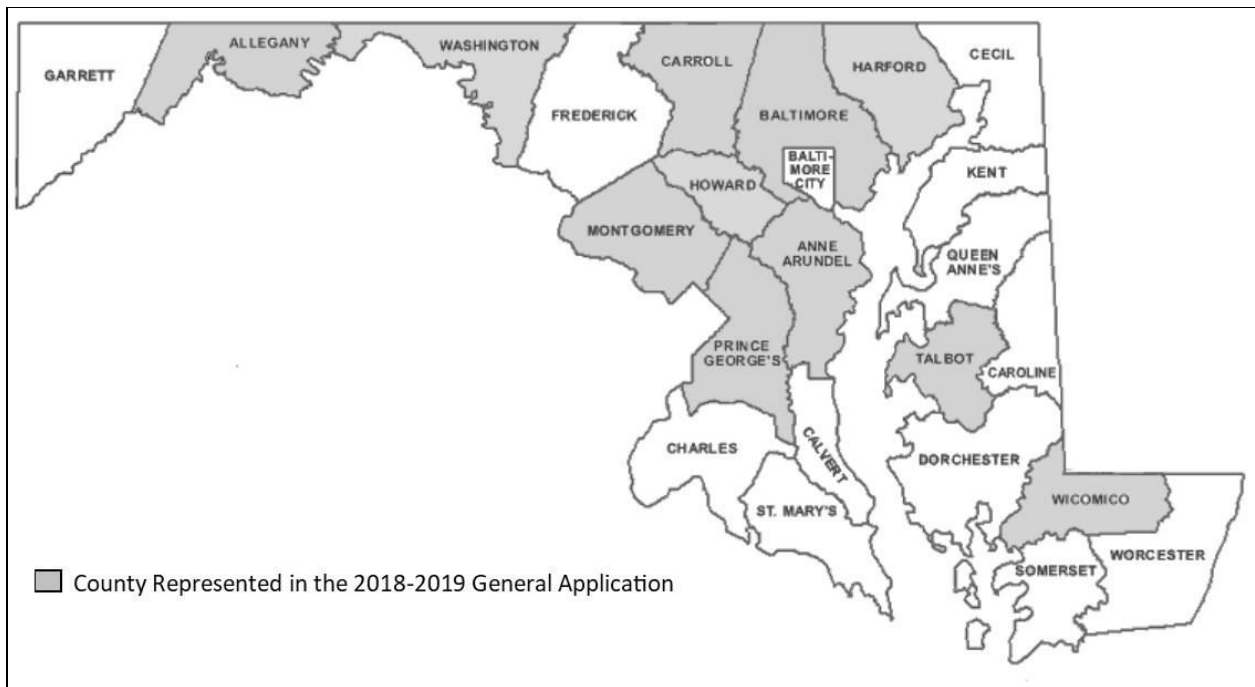 ALLEGANY
WASHINGTON
CARROLL
HARFORD
CECIL
GARRETT
FREDERICK
BALTIMORE
BALTI-
MORE
CITY
KENT
HOWARD
MONTGOMERY
ANNE
ARUNDEL
QUEEN
ANNE'S
PRINCE
GEORGE'S
TALBOT
CAROLINE
CHARLES
CALVERT
DORCHESTER
ST. MARY'S
WICOMICO
WORCESTER
SOMERSET
County Represented in the 2018-2019 General Application